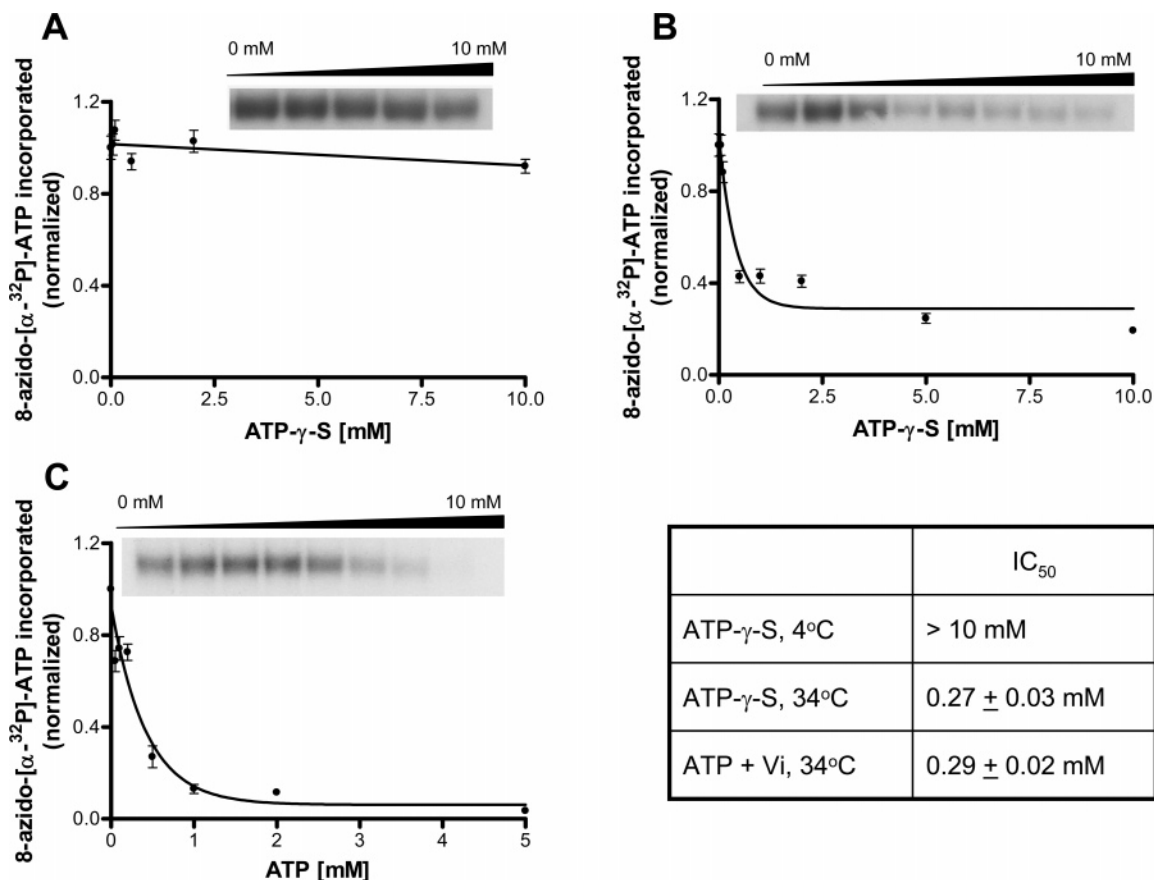 A
0 mM 10 mM
8-azido-[α-³²P]-ATP incorporated
(normalized)
1.2
0.8
0.4
0.0
0.0 2.5 5.0 7.5 10.0
ATP-γ-S [mM]
B
0 mM 10 mM
8-azido-[α-³²P]-ATP incorporated
(normalized)
1.2
0.8
0.4
0.0
0.0 2.5 5.0 7.5 10.0
ATP-γ-S [mM]
C
0 mM 10 mM
8-azido-[α-³²P]-ATP incorporated
(normalized)
1.2
0.8
0.4
0.0
0 1 2 3 4 5
ATP [mM]
IC₅₀
ATP-γ-S, 4°C > 10 mM
ATP-γ-S, 34°C 0.27 ± 0.03 mM
ATP + Vi, 34°C 0.29 ± 0.02 mM